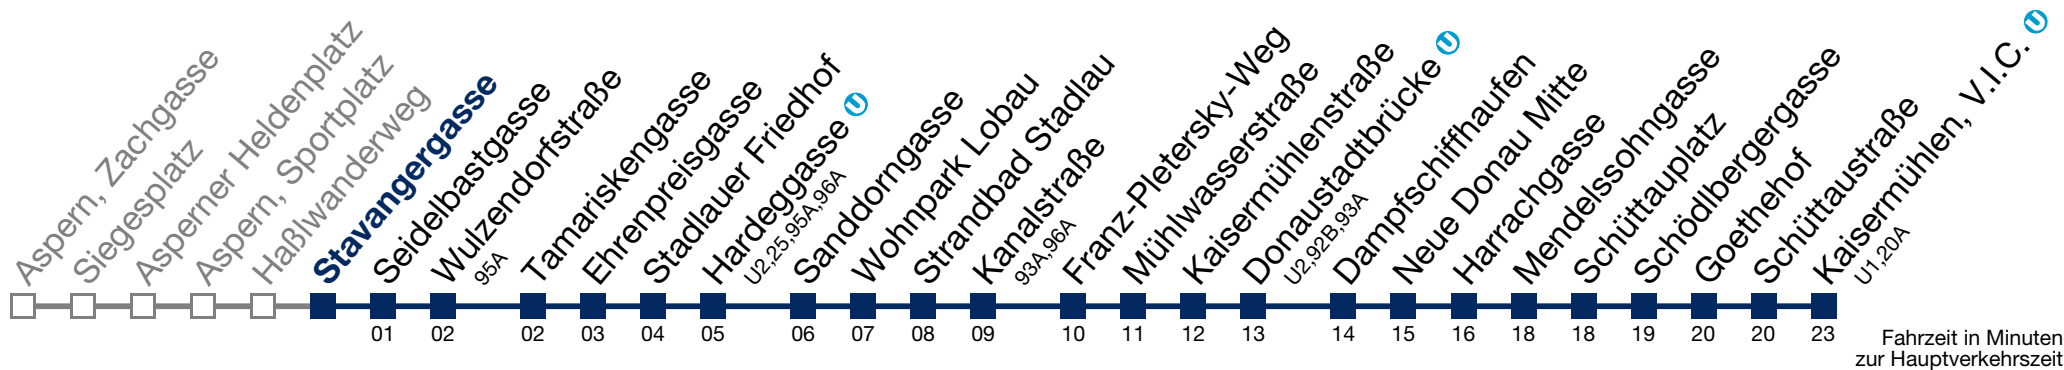 Aspern, Zachgasse
Siegesplatz
Asperner Heldenplatz
Aspern, Sportplatz
Haßlwanderweg
Stavangergasse
Seidelbastgasse
01
Wulzendorfstraße
95A
02
Tamariskengasse
02
Ehrenpreisgasse
03
Stadlauer Friedhof
04
Hardeggasse U
U2,25,95A,96A
05
Sanddorngasse
06
Wohnpark Lobau
07
Strandbad Stadlau
08
Kanalstraße
93A,96A
09
Franz-Pletersky-Weg
10
Mühlwasserstraße
11
Kaisermühlenstraße
12
Donaustadtbrücke U
U2,92B,93A
13
Dampfschiffhaufen
14
Neue Donau Mitte
15
Harrachgasse
16
Mendelssohngasse
18
Schüttauplatz
18
Schödlbergergasse
19
Goethehof
20
Schüttaustraße
20
Kaisermühlen, V.I.C. U
U1,20A
23
Fahrzeit in Minuten
zur Hauptverkehrszeit